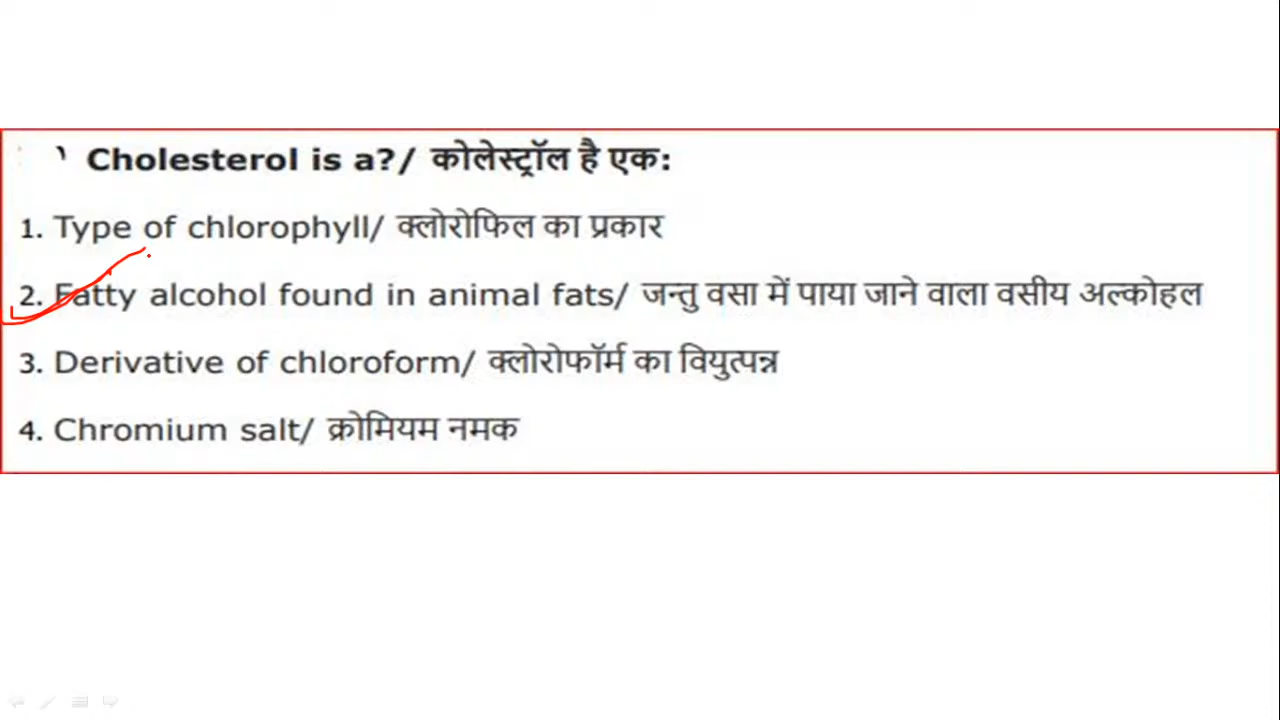 Cholesterol is a?/ कोलेस्ट्रॉल है एक:
1. Type of chlorophyll/ क्लोरोफिल का प्रकार
2. Fatty alcohol found in animal fats/ जन्तु वसा में पाया जाने वाला वसीय अल्कोहल
3. Derivative of chloroform/ क्लोरोफॉर्म का वियुत्पन्न
4. Chromium salt/ क्रोमियम नमक